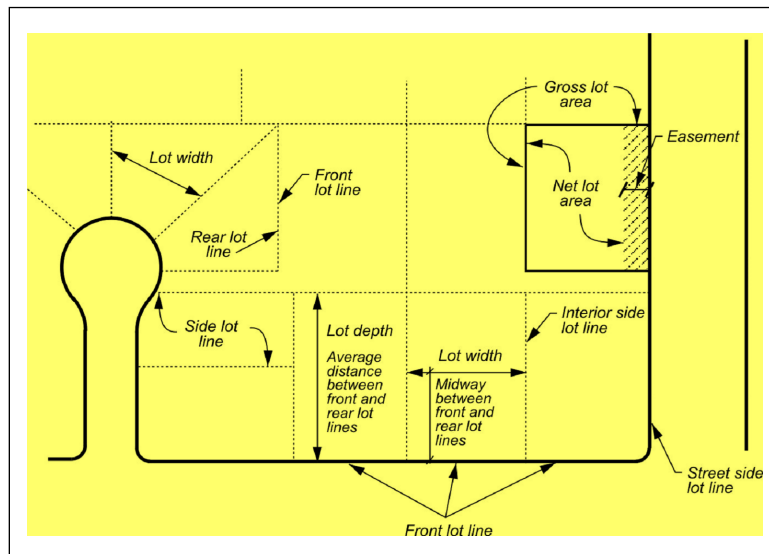 Gross lot
area
Easement
Lot width
Front
lot line
Net lot
area
Rear lot
line
Interior side
lot line
Side lot
line
Lot depth
Average
distance
between
front and
rear lot
lines
Lot width
Midway
between
front and
rear lot
lines
Street side
lot line
Front lot line